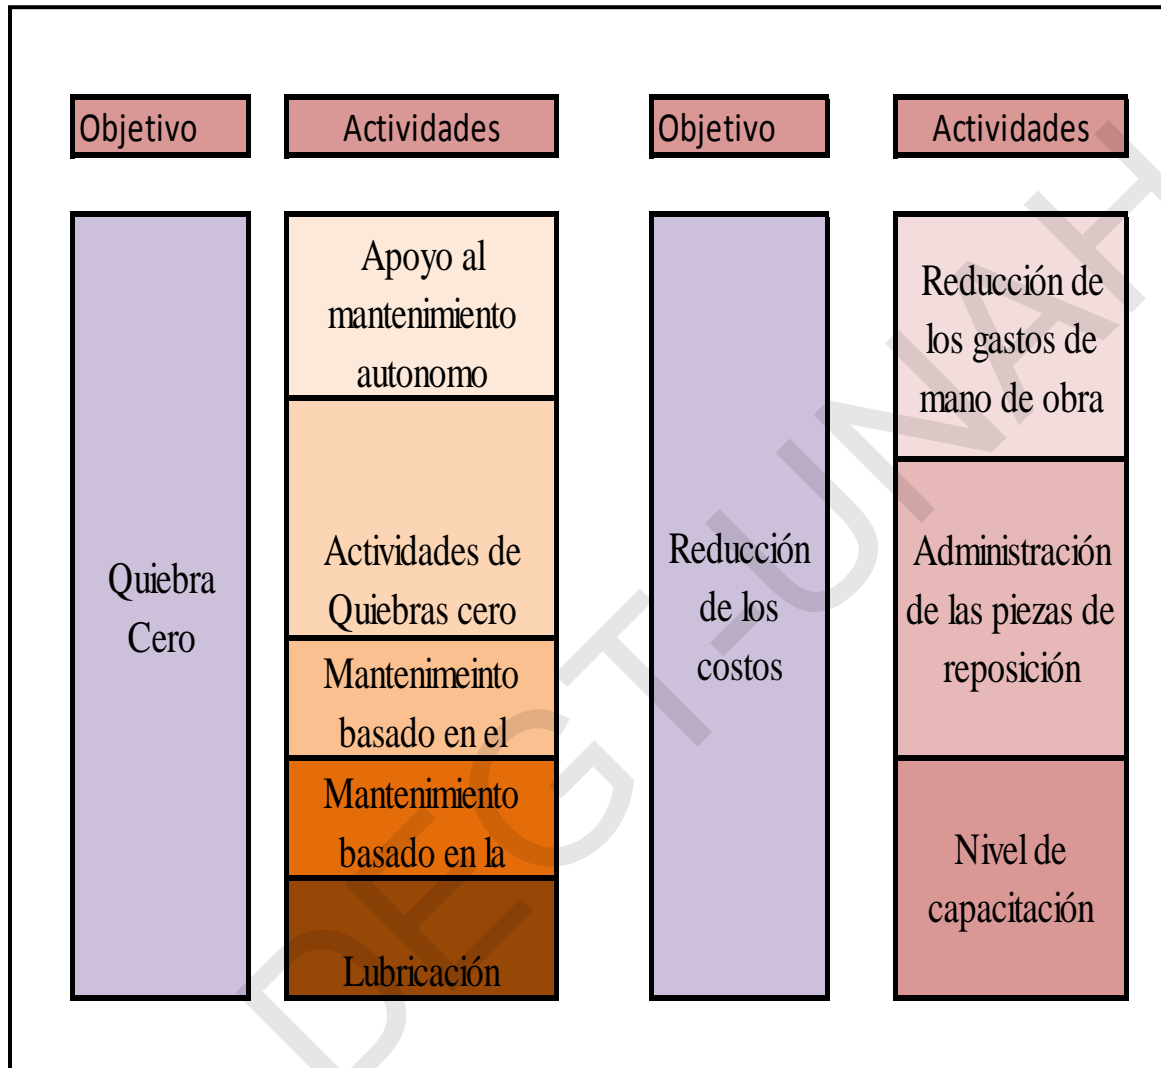 Objetivo
Actividades
Objetivo
Actividades
Quiebra
Cero
Apoyo al
mantenimiento
autonomo
Actividades de
Quiebras cero
Mantenimeinto
basado en el
Mantenimiento
basado en la
Lubricación
Reducción
de los
costos
Reducción de
los gastos de
mano de obra
Administración
de las piezas de
reposición
Nivel de
capacitación
DEGT-UNAH